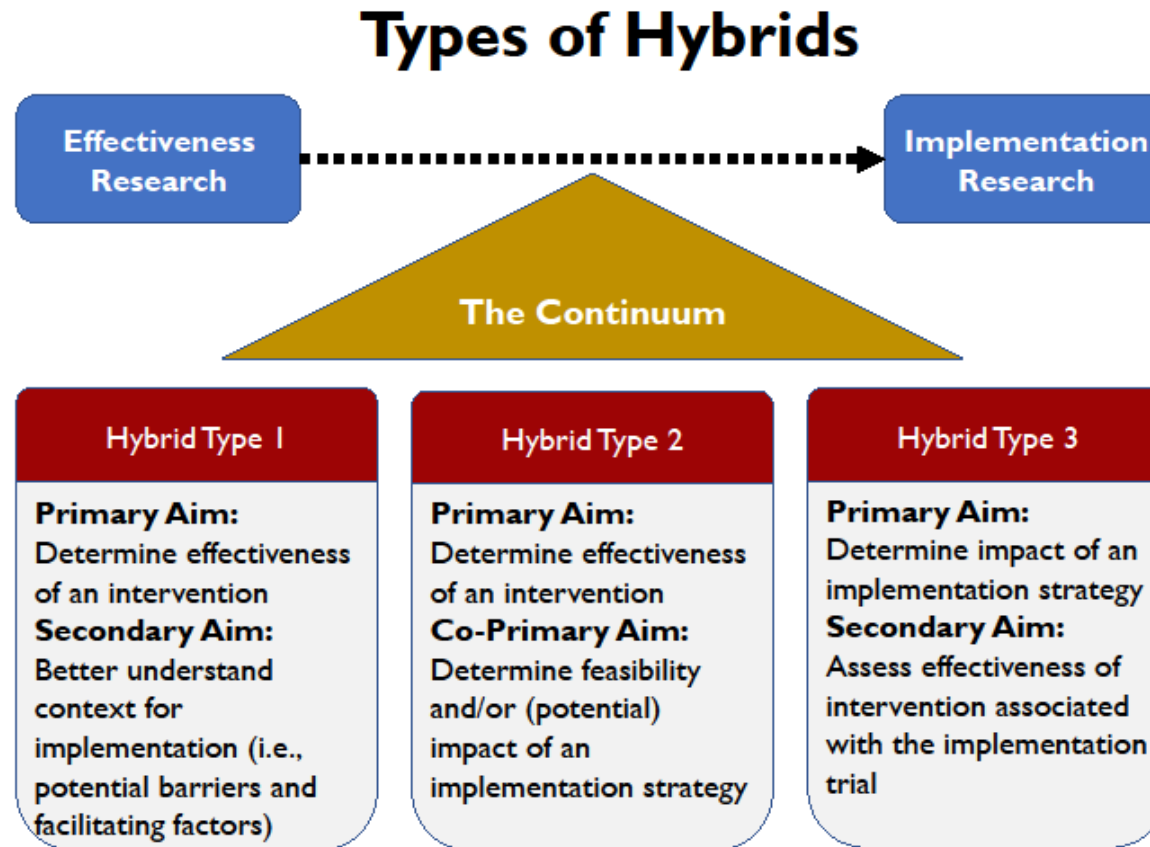 Types of Hybrids
Effectiveness
Research
Implementation
Research
The Continuum
Hybrid Type 1
Primary Aim:
Determine effectiveness
of an intervention
Secondary Aim:
Better understand
context for
implementation (i.e.,
potential barriers and
facilitating factors)
Hybrid Type 2
Primary Aim:
Determine effectiveness
of an intervention
Co-Primary Aim:
Determine feasibility
and/or (potential)
impact of an
implementation strategy
Hybrid Type 3
Primary Aim:
Determine impact of an
implementation strategy
Secondary Aim:
Assess effectiveness of
intervention associated
with the implementation
trial